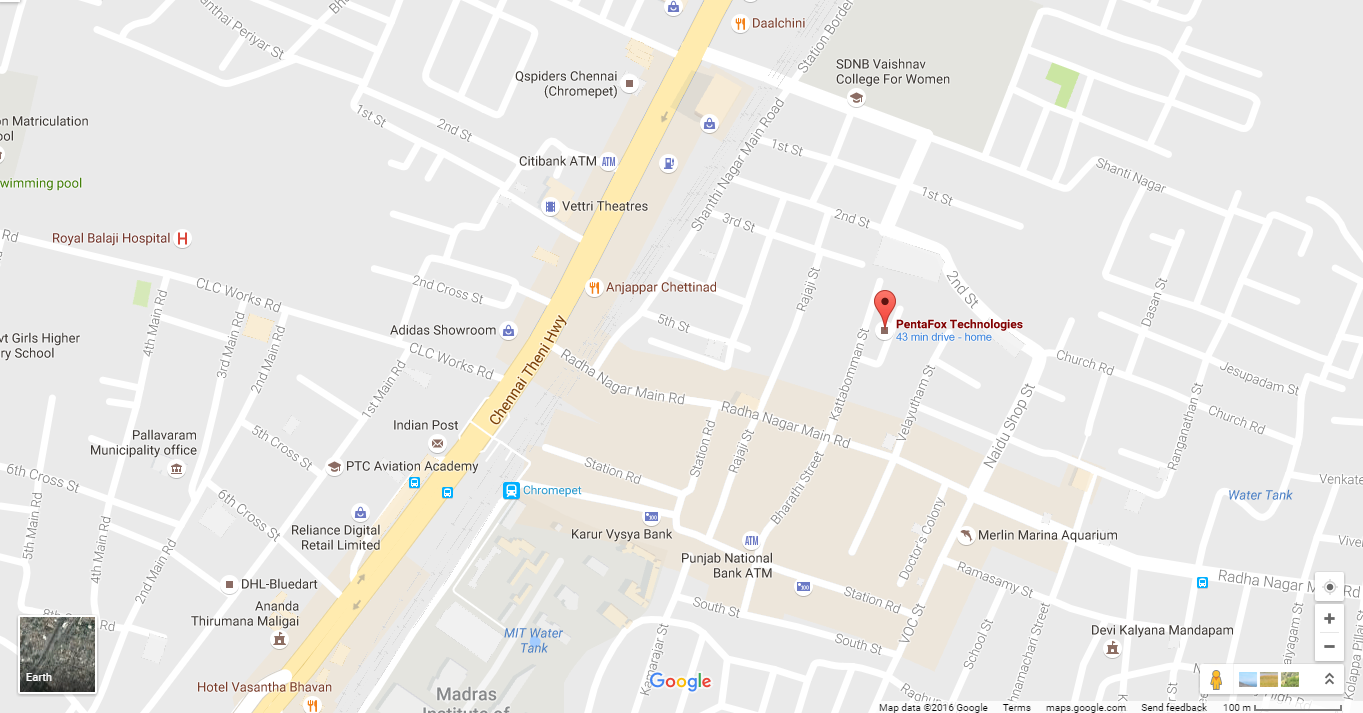 Daalchini
Station Border
Periyar St
SDNB Vaishnav
College For Women
Qspiders Chennai
(Chromepet)
on Matriculation
1st St
2nd St
Shanthi Nagar Main Road
1st St
Citibank ATM
ATM
Shanti Nagar
wimming pool
1st St
Vettri Theatres
2nd St
3rd St
Royal Balaji Hospital
H
Rd
2nd St
CLC Works Rd
2nd Cross St
Anjappar Chettinad
Rajaji St
Dasan St
4th Main Rd
5th St
PentaFox Technologies
43 min drive - home
Adidas Showroom
Chennai Theni Hwy
vt Girls Higher
ry School
3rd Main Rd
2nd Main Rd
CLC Works Rd
Radha Nagar Main Rd
Kattabomman St
Church Rd
Jesupadam St
1st Main Rd
Velayutham St
Radha Nagar Main Rd
Church Rd
Indian Post
Naidu Shop St
Pallavaram
Municipality office
5th Cross St
Station Rd
Rajaji St
Ranganathan St
PTC Aviation Academy
Station Rd
Bharathi Street
6th Cross St
Chromepet
Water Tank
Venkate
6th Cross St
5th Main Rd
4th Main Rd
Reliance Digital
Retail Limited
Karur Vysya Bank
ATM
Doctor's Colony
Merlin Marina Aquarium
Vive
Punjab National
Bank ATM
2nd Main Rd
DHL-Bluedart
Ramasamy St
Radha Nagar M
Station Rd
Ananda
Thirumana Maligai
South St
VOC St
MIT Water
Tank
South St
School St
Devi Kalyana Mandapam
Kamarajar St
Kolappa Pillai
Earth
Hotel Vasantha Bhavan
Google
Madras
Institute of
Map data ©2016 Google
Terms
maps.google.com
Send feedback
100 m